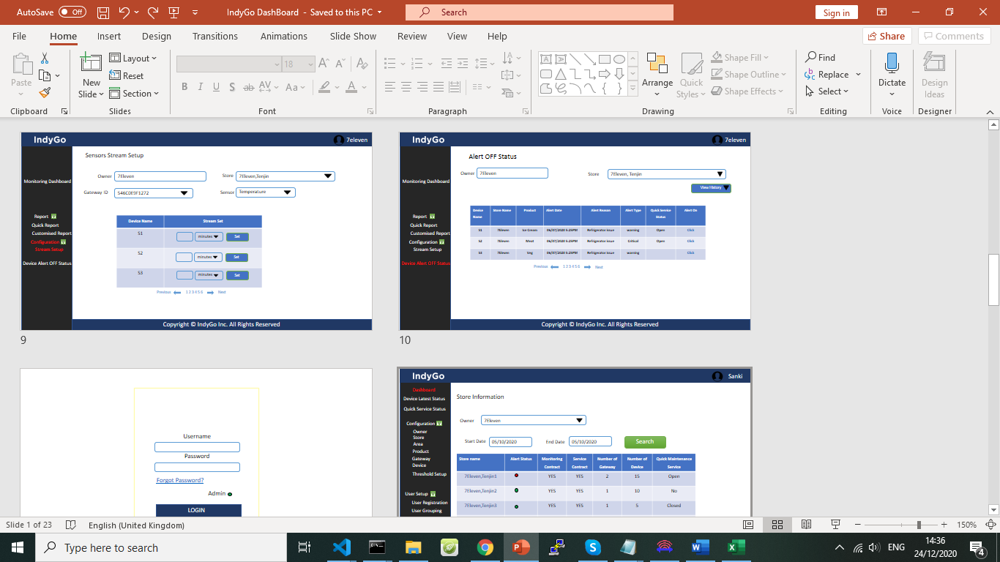 AutoSave Off IndyGo DashBoard - Saved to this PC Search Sign in
File Home Insert Design Transitions Animations Slide Show Review View Help Share Comments
Paste New Slide Layout Reset Section 18 Arrange Quick Styles Shape Fill Shape Outline Shape Effects Find Replace Select Dictate Design Ideas
Clipboard Slides Font Paragraph Drawing Editing Voice Designer
IndyGo 7eleven
Sensors Stream Setup
Owner 7Eleven Store 7Eleven,Tenjin
Monitoring Dashboard
Gateway ID 546C0E9F1272 Sensor Temperature
Report
Quick Report
Customised Report
Configuration
Stream Setup
Device Alert OFF Status
Device Name Stream Set
S1 minutes Set
S2 minutes Set
S3 minutes Set
Previous 1 2 3 4 5 6 Next
Copyright © IndyGo Inc. All Rights Reserved
9
IndyGo 7eleven
Alert OFF Status
Owner 7Eleven Store 7Eleven, Tenjin
Monitoring Dashboard
View History
Report
Quick Report
Customised Report
Configuration
Stream Setup
Device Alert OFF Status
Device Name Store Name Product Alert Date Alert Reason Alert Type Quick Service Status Alert On
S1 7Eleven Ice Cream 06/07/2020 5.25PM Refrigerator issue warning Open Click
S2 7Eleven Meat 06/07/2020 5.25PM Refrigerator issue Critical Open Click
S3 7Eleven Veg 06/07/2020 5.25PM Refrigerator issue warning Click
Previous 1 2 3 4 5 6 Next
Copyright © IndyGo Inc. All Rights Reserved
10
Username
Password
Forgot Password?
Admin
LOGIN
IndyGo Sanki
Dashboard
Device Latest Status
Quick Service Status
Configuration
Owner
Store
Area
Product
Gateway
Device
Threshold Setup
User Setup
User Registration
User Grouping
Store Information
Owner 7Eleven
Start Date 05/10/2020 End Date 05/10/2020 Search
Store name Alert Status Monitoring Contract Service Contract Number of Gateway Number of Device Quick Maintenance Service
7Eleven,Tenjin1 YES YES 2 15 Open
7Eleven,Tenjin2 YES YES 1 10 No
7Eleven,Tenjin3 YES YES 1 5 Closed
Slide 1 of 23 English (United Kingdom) 150%
Type here to search ENG 14:36
24/12/2020 4